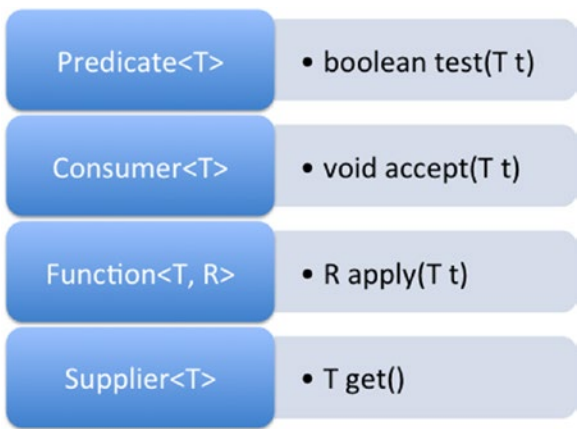 Predicate<T> • boolean test(T t)
Consumer<T> • void accept(T t)
Function<T, R> • R apply(T t)
Supplier<T> • T get()